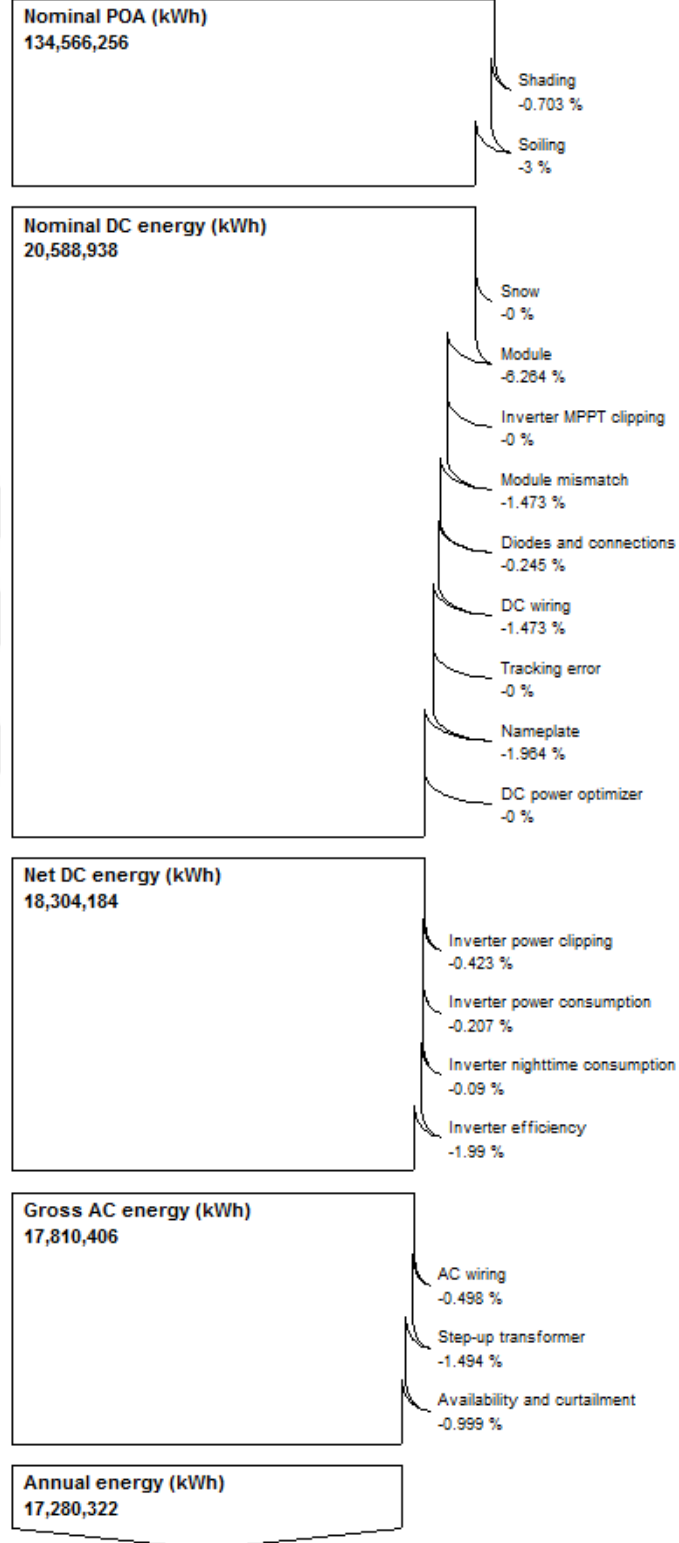 Nominal POA (kWh)
134,566,256
Shading
-0.703 %
Soiling
-3 %
Nominal DC energy (kWh)
20,588,938
Snow
-0 %
Module
-6.264 %
Inverter MPPT clipping
-0 %
Module mismatch
-1.473 %
Diodes and connections
-0.245 %
DC wiring
-1.473 %
Tracking error
-0 %
Nameplate
-1.964 %
DC power optimizer
-0 %
Net DC energy (kWh)
18,304,184
Inverter power clipping
-0.423 %
Inverter power consumption
-0.207 %
Inverter nighttime consumption
-0.09 %
Inverter efficiency
-1.99 %
Gross AC energy (kWh)
17,810,406
AC wiring
-0.498 %
Step-up transformer
-1.494 %
Availability and curtailment
-0.999 %
Annual energy (kWh)
17,280,322